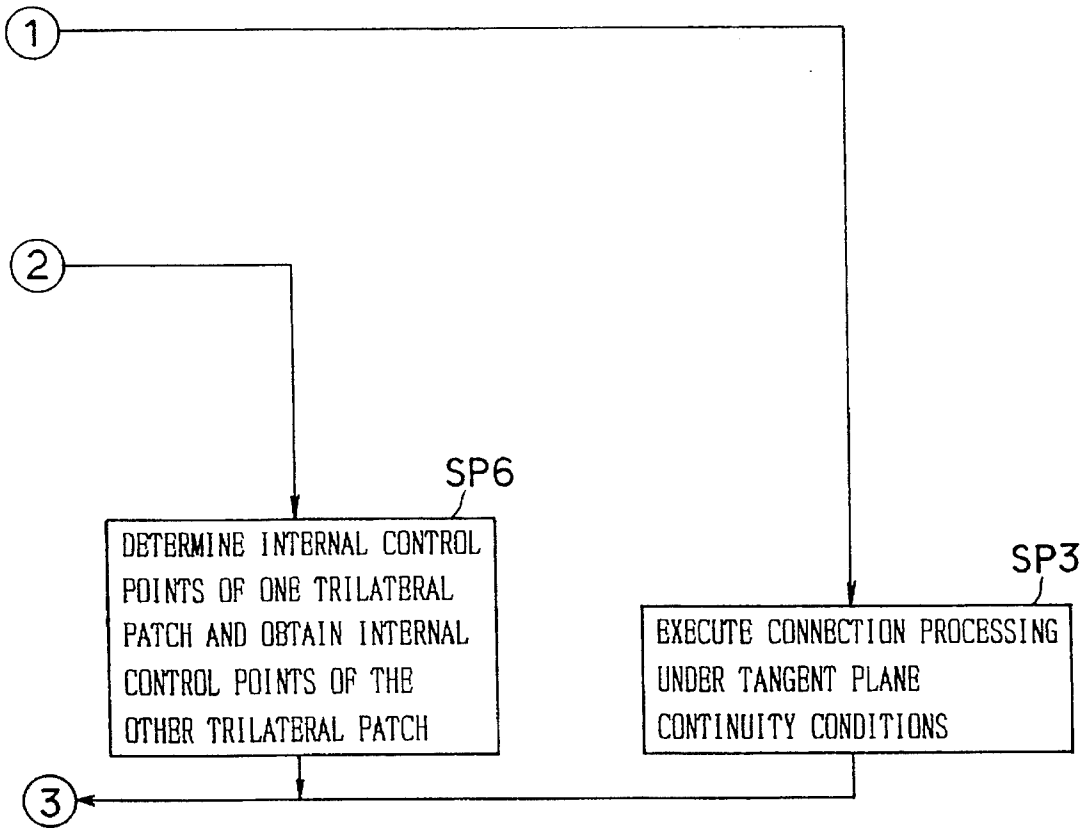 1
2
SP6
DETERMINE INTERNAL CONTROL
POINTS OF ONE TRILATERAL
PATCH AND OBTAIN INTERNAL
CONTROL POINTS OF THE
OTHER TRILATERAL PATCH
SP3
EXECUTE CONNECTION PROCESSING
UNDER TANGENT PLANE
CONTINUITY CONDITIONS
3